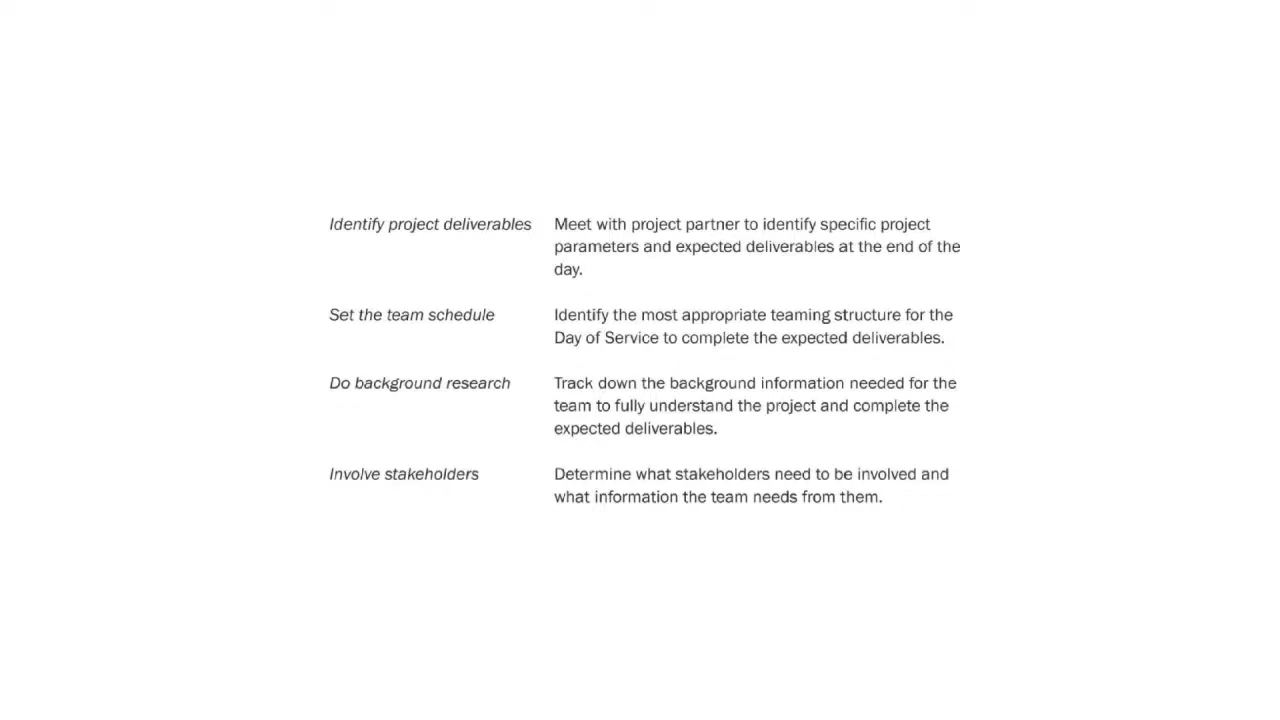 Identify project deliverables
Meet with project partner to identify specific project
parameters and expected deliverables at the end of the
day.
Set the team schedule
Identify the most appropriate teaming structure for the
Day of Service to complete the expected deliverables.
Do background research
Track down the background information needed for the
team to fully understand the project and complete the
expected deliverables.
Involve stakeholders
Determine what stakeholders need to be involved and
what information the team needs from them.